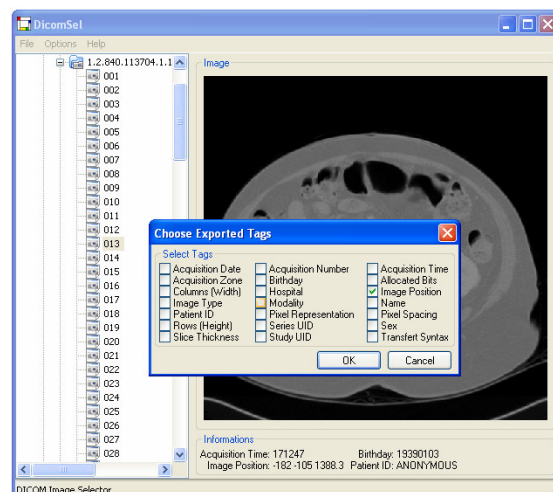 DicomSel
File Options Help
1.2.840.113704.1.1
001
002
003
004
005
006
007
008
009
010
011
012
013
014
015
016
017
018
019
020
021
022
023
024
025
026
027
028
Image
Choose Exported Tags
Select Tags
Acquisition Date Acquisition Number Acquisition Time
Acquisition Zone Birthday Allocated Bits
Columns (Width) Hospital Image Position
Image Type Modality Name
Patient ID Pixel Representation Pixel Spacing
Rows (Height) Series UID Sex
Slice Thickness Study UID Transfert Syntax
OK Cancel
Informations
Acquisition Time: 171247 Birthday: 19390103
Image Position: -182 -105 1388.3 Patient ID: ANONYMOUS
DICOM Image Selector